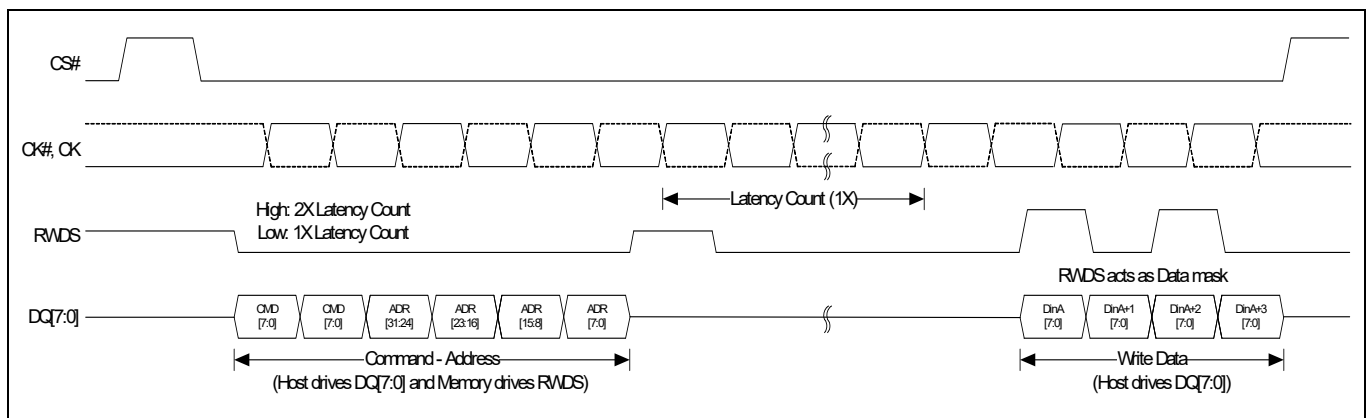 CS#
CK#, CK
Latency Count (1X)
High: 2X Latency Count
Low: 1X Latency Count
RWDS
RWDS acts as Data mask
DQ[7:0]
CMD [7:0]
CMD [7:0]
ADR [31:24]
ADR [23:16]
ADR [15:8]
ADR [7:0]
DinA [7:0]
DinA+1 [7:0]
DinA+2 [7:0]
DinA+3 [7:0]
Command - Address
(Host drives DQ[7:0] and Memory drives RWDS)
Write Data
(Host drives DQ[7:0])